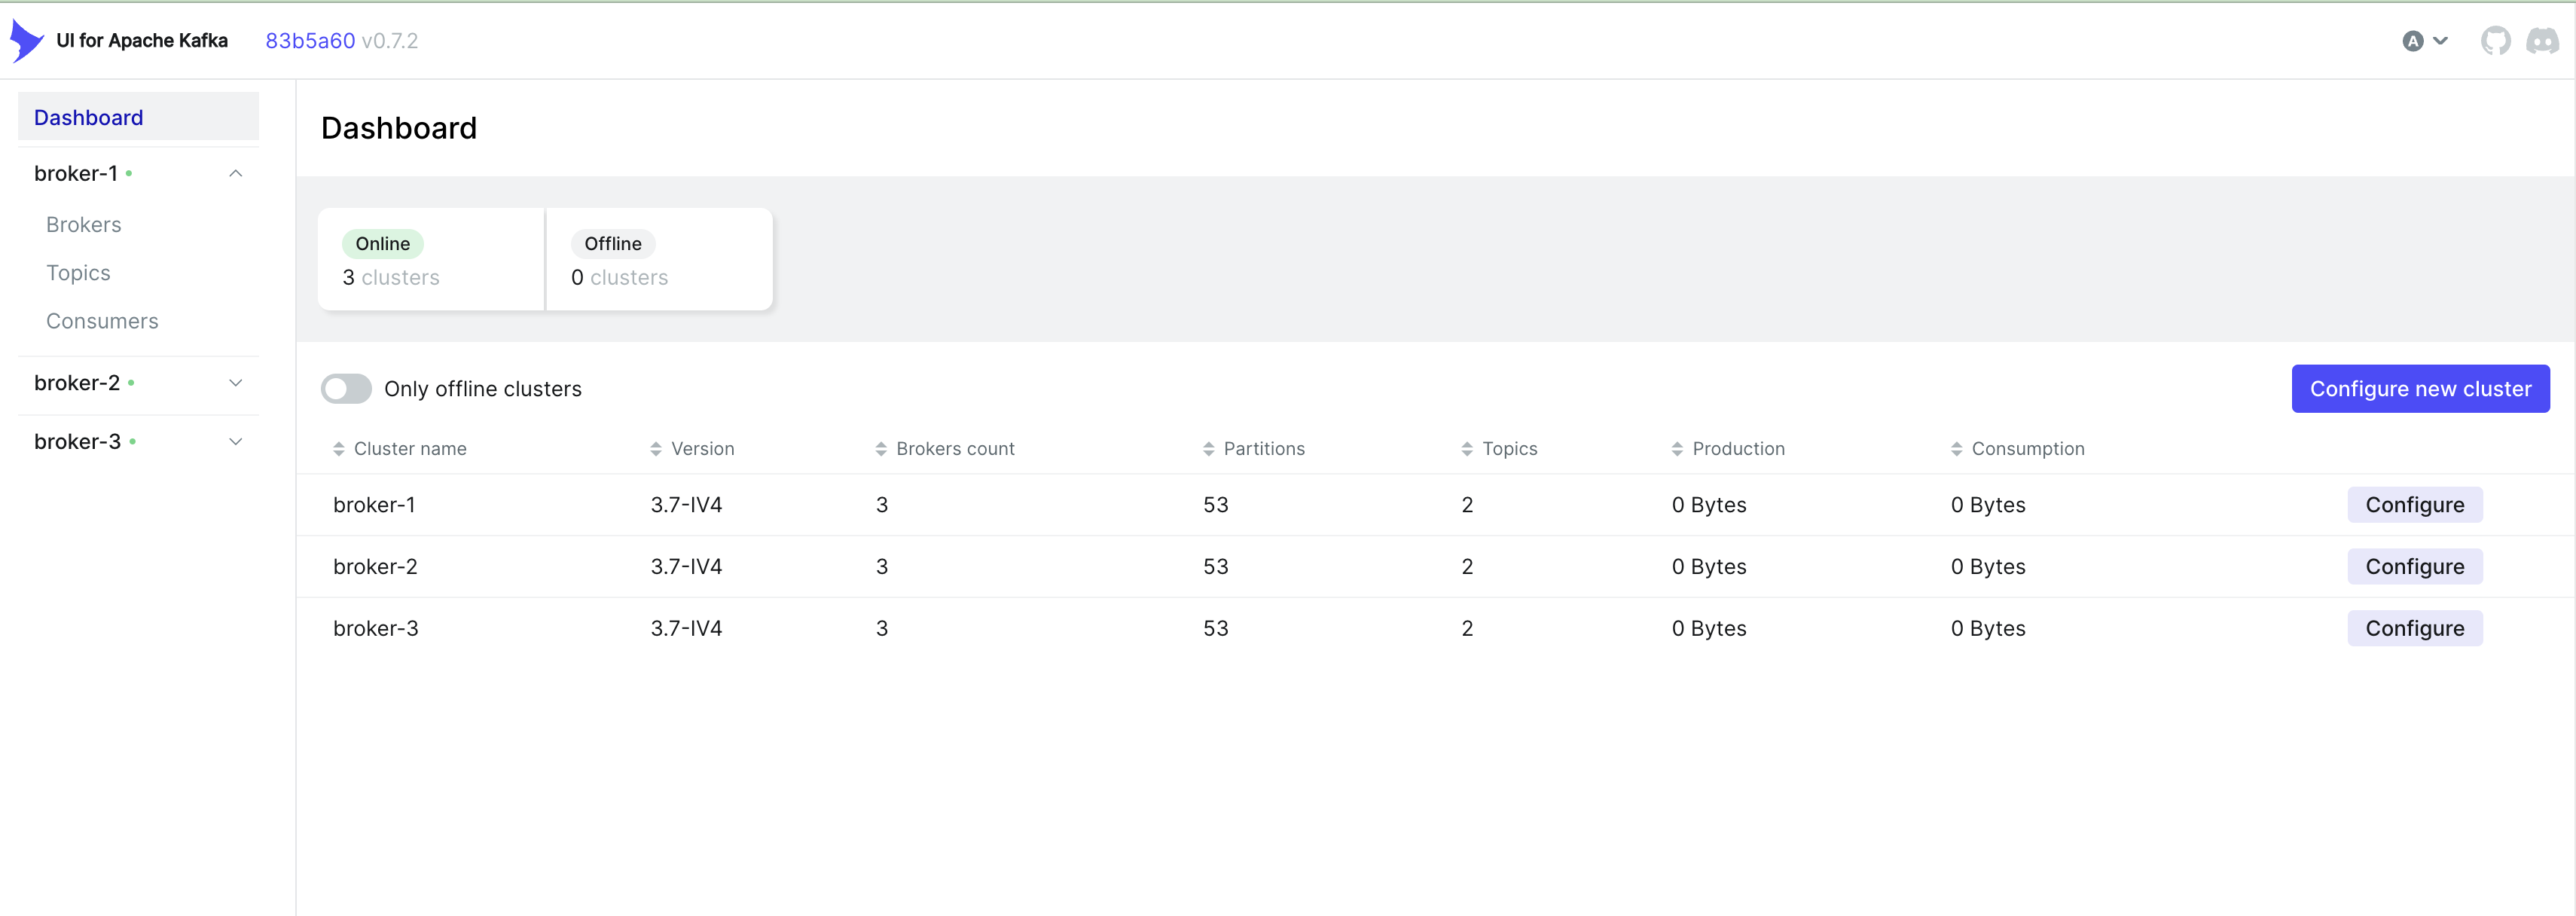 UI for Apache Kafka 83b5a60 v0.7.2 A
Dashboard
broker-1
Brokers
Topics
Consumers
broker-2
broker-3
Dashboard
Online Offline
3 clusters 0 clusters
Only offline clusters Configure new cluster
Cluster name Version Brokers count Partitions Topics Production Consumption
broker-1 3.7-IV4 3 53 2 0 Bytes 0 Bytes Configure
broker-2 3.7-IV4 3 53 2 0 Bytes 0 Bytes Configure
broker-3 3.7-IV4 3 53 2 0 Bytes 0 Bytes Configure